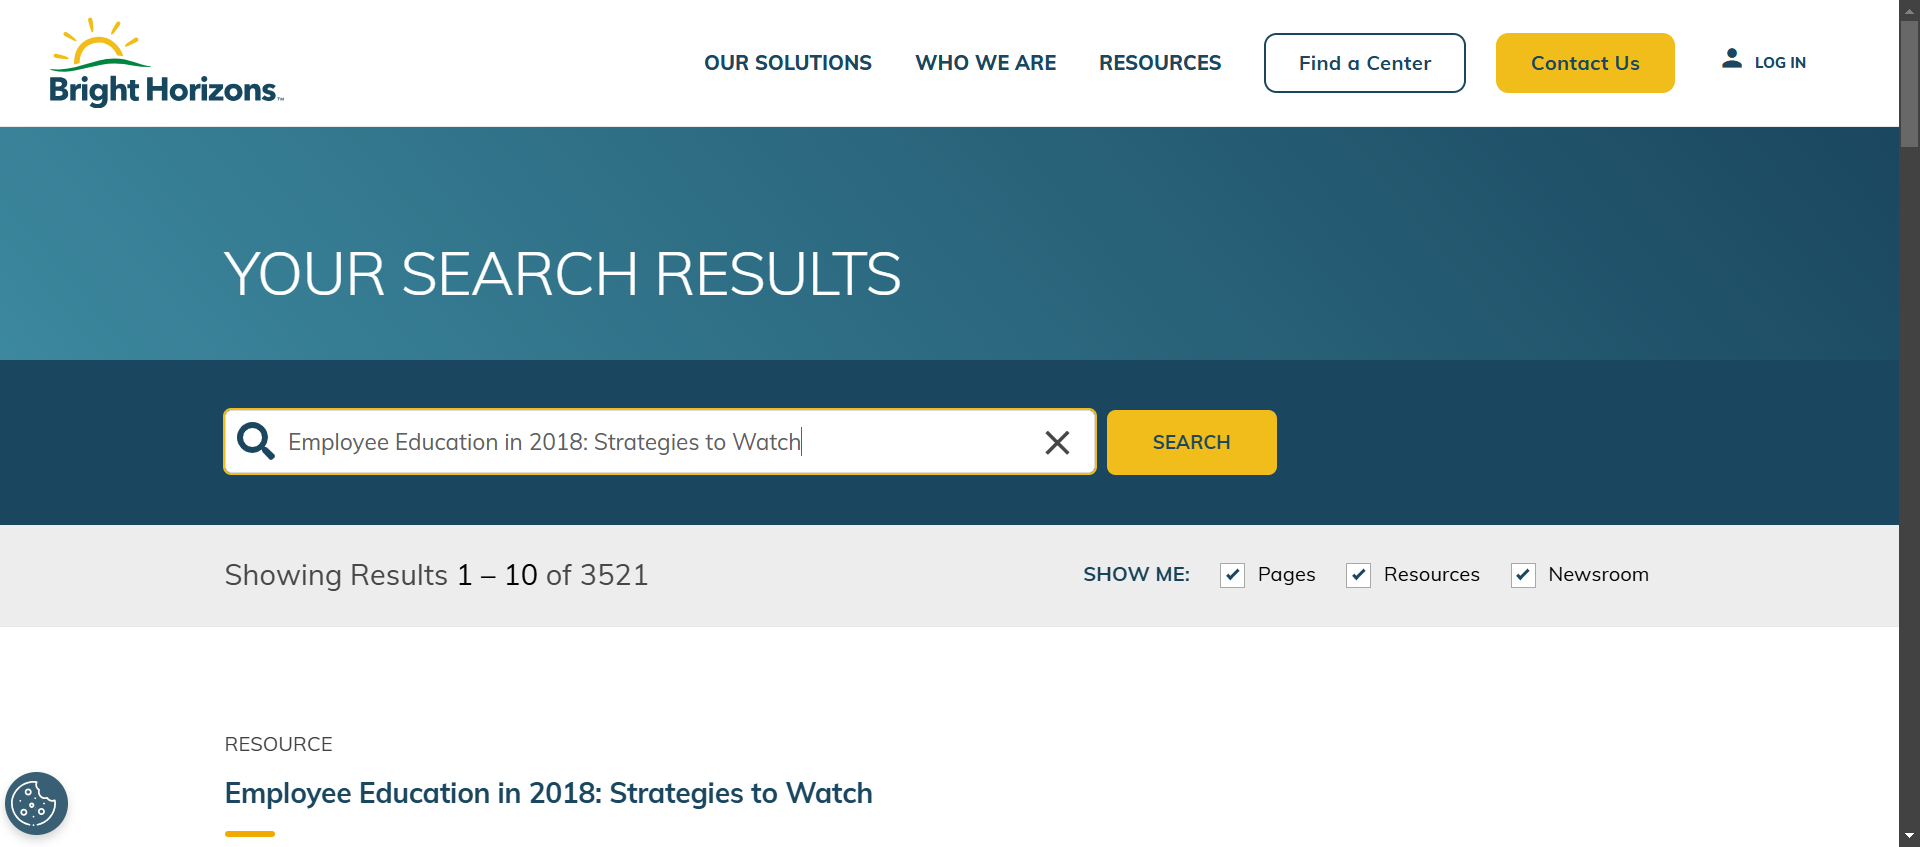 Bright Horizons™
OUR SOLUTIONS
WHO WE ARE
RESOURCES
Find a Center
Contact Us
LOG IN
YOUR SEARCH RESULTS
Employee Education in 2018: Strategies to Watch
SEARCH
Showing Results 1 – 10 of 3521
SHOW ME:
Pages
Resources
Newsroom
RESOURCE
Employee Education in 2018: Strategies to Watch